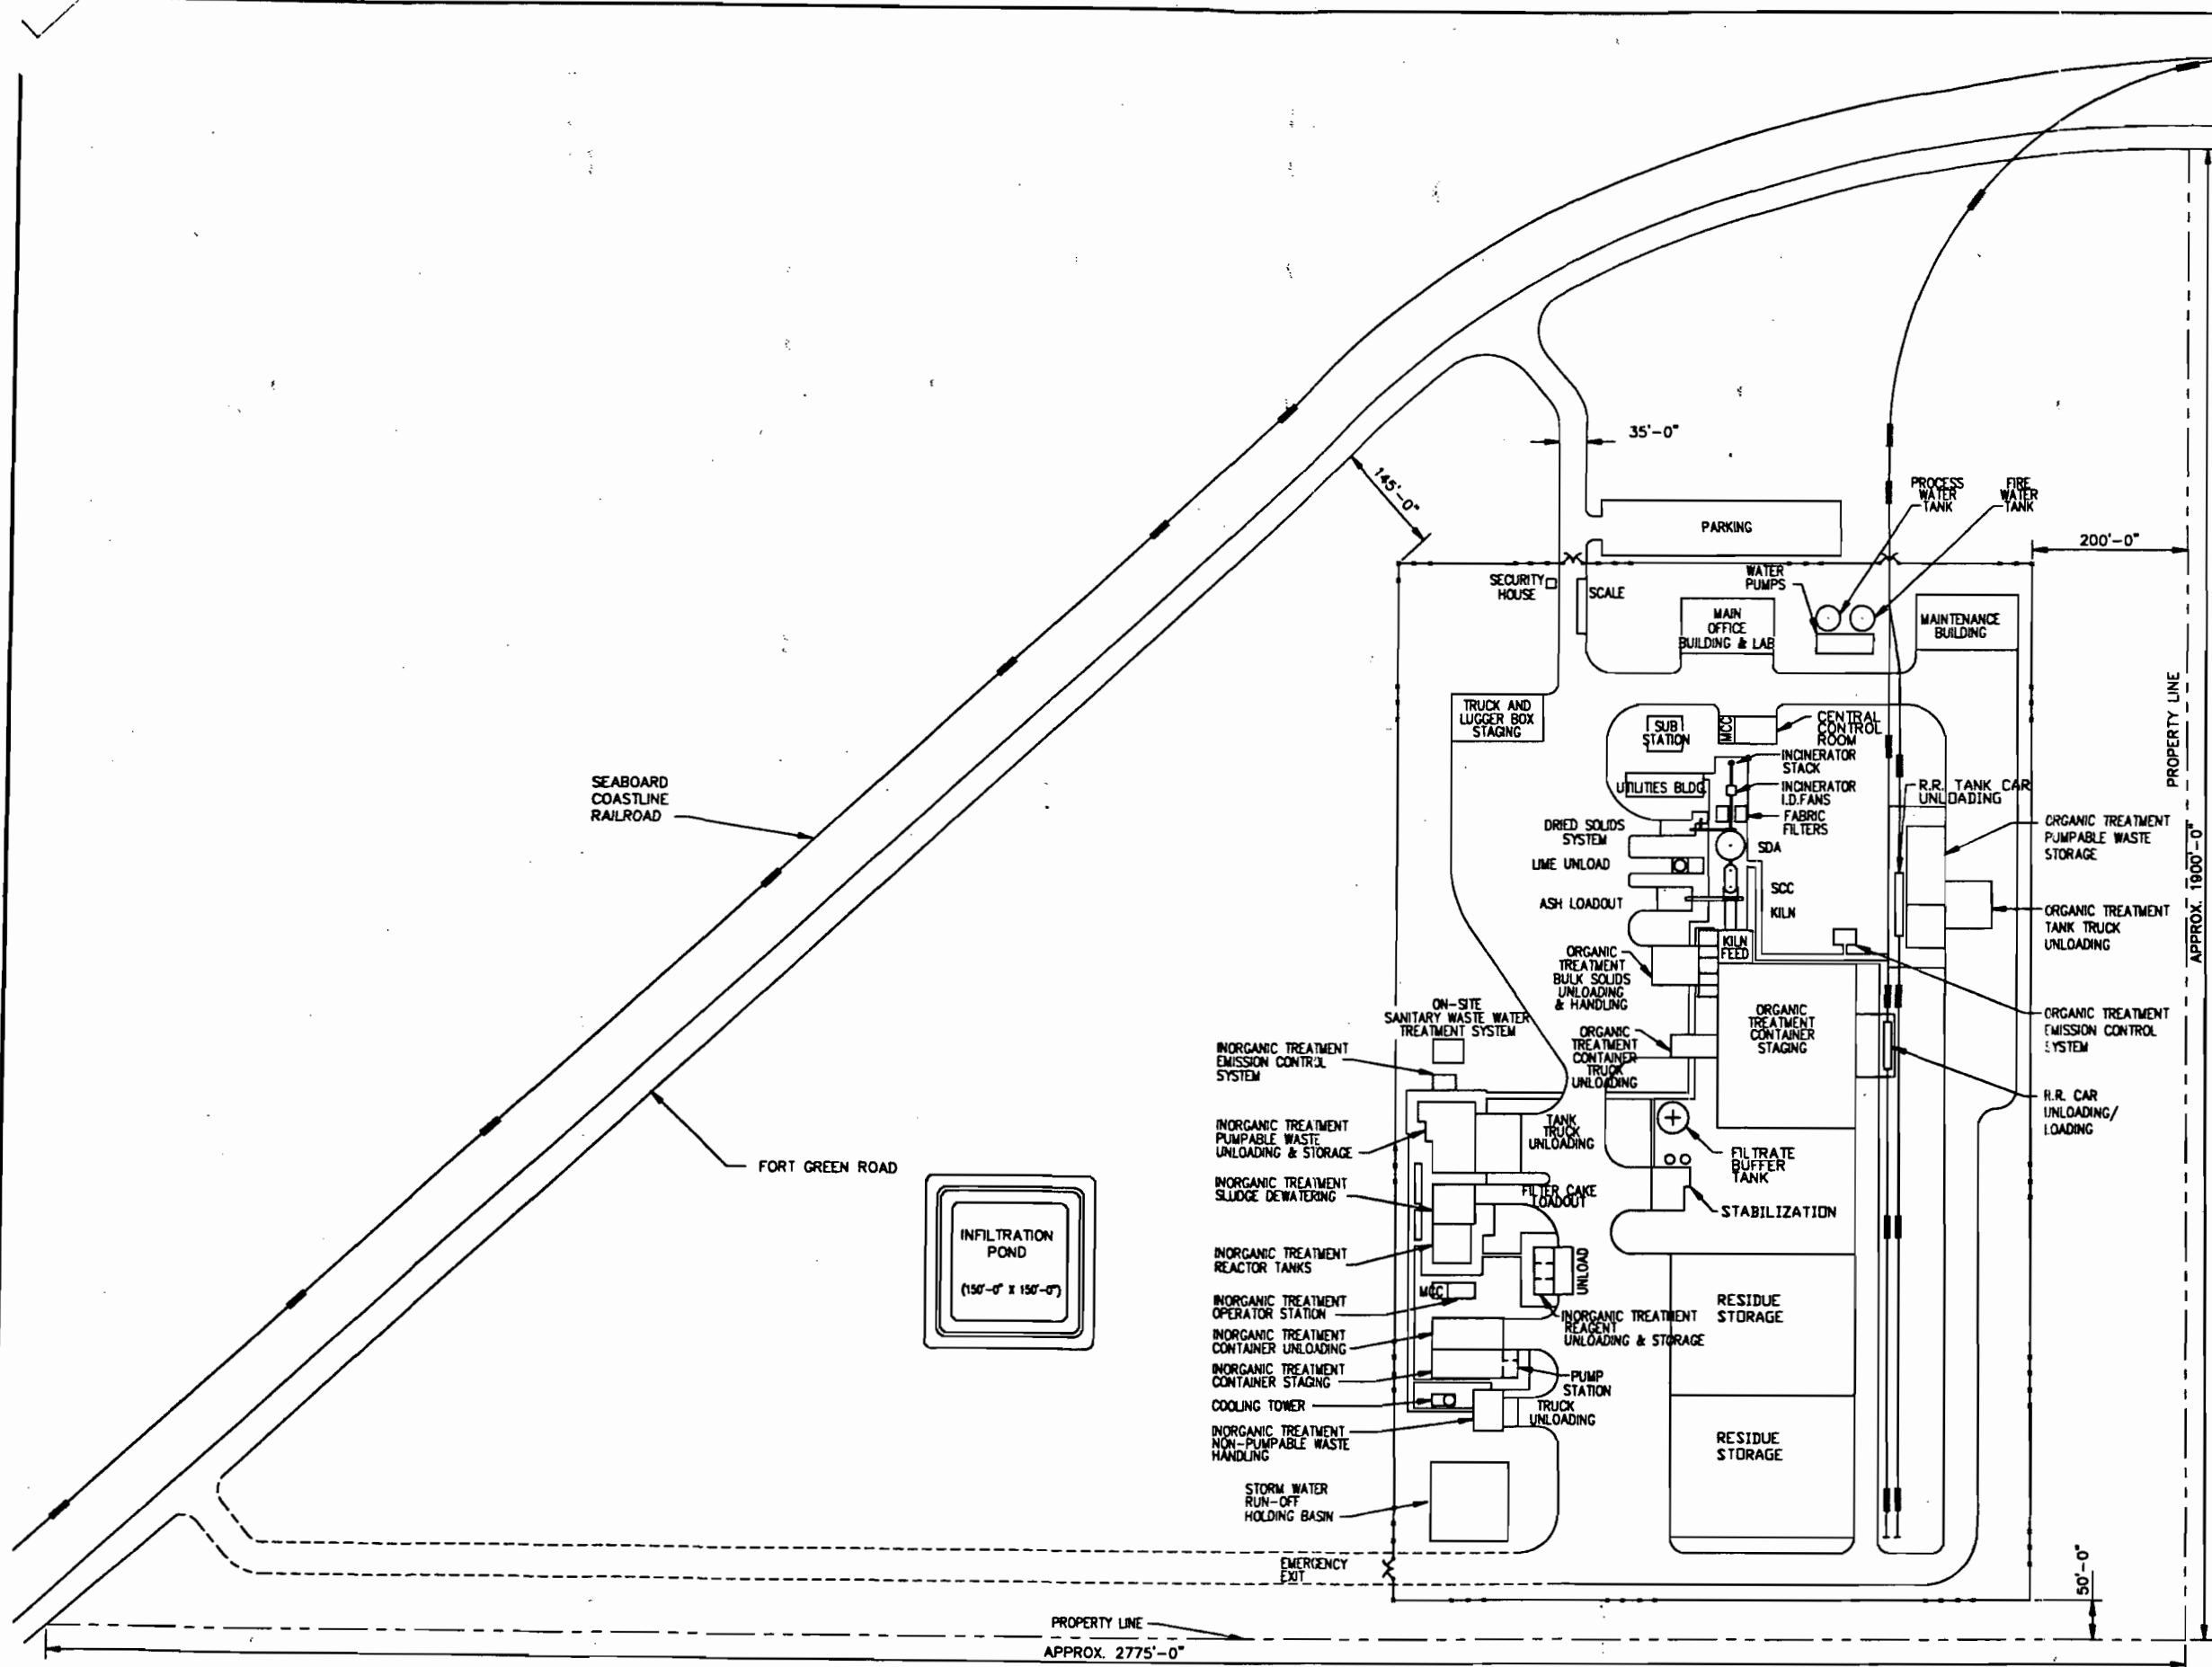 35'-0"
145'-0"
PROCESS
WATER
TANK
FIRE
WATER
TANK
PARKING
200'-0"
SECURITY
HOUSE
SCALE
WATER
PUMPS
MAIN
OFFICE
BUILDING & LAB
MAINTENANCE
BUILDING
PROPERTY LINE
APPROX. 1900'-0"
TRUCK AND
LUGGER BOX
STAGING
SUB
STATION
MCC
CENTRAL
CONTROL
ROOM
INCINERATOR
STACK
UTILITIES BLDG.
INCINERATOR
I.D.FANS
FABRIC
FILTERS
R.R. TANK CAR
UNLOADING
SEABOARD
COASTLINE
RAILROAD
DRIED SOLIDS
SYSTEM
SDA
LIME UNLOAD
SCC
ASH LOADOUT
KILN
ORGANIC TREATMENT
PUMPABLE WASTE
STORAGE
ORGANIC TREATMENT
TANK TRUCK
UNLOADING
KILN
FEED
ORGANIC
TREATMENT
BULK SOLIDS
UNLOADING
& HANDLING
ON-SITE
SANITARY WASTE WATER
TREATMENT SYSTEM
ORGANIC
TREATMENT
CONTAINER
STAGING
ORGANIC TREATMENT
EMISSION CONTROL
SYSTEM
ORGANIC
TREATMENT
CONTAINER
TRUCK
UNLOADING
INORGANIC TREATMENT
EMISSION CONTROL
SYSTEM
R.R. CAR
UNLOADING/
LOADING
INORGANIC TREATMENT
PUMPABLE WASTE
UNLOADING & STORAGE
TANK
TRUCK
UNLOADING
FILTRATE
BUFFER
TANK
FORT GREEN ROAD
INORGANIC TREATMENT
SLUDGE DEWATERING
FILTER CAKE
LOADOUT
STABILIZATION
INFILTRATION
POND
(150'-0" X 150'-0")
INORGANIC TREATMENT
REACTOR TANKS
UNLOAD
MCC
INORGANIC TREATMENT
OPERATOR STATION
INORGANIC TREATMENT
REAGENT
UNLOADING & STORAGE
RESIDUE
STORAGE
INORGANIC TREATMENT
CONTAINER UNLOADING
INORGANIC TREATMENT
CONTAINER STAGING
PUMP
STATION
COOLING TOWER
TRUCK
UNLOADING
INORGANIC TREATMENT
NON-PUMPABLE WASTE
HANDLING
RESIDUE
STORAGE
STORM WATER
RUN-OFF
HOLDING BASIN
EMERGENCY
EXIT
50'-0"
PROPERTY LINE
APPROX. 2775'-0"